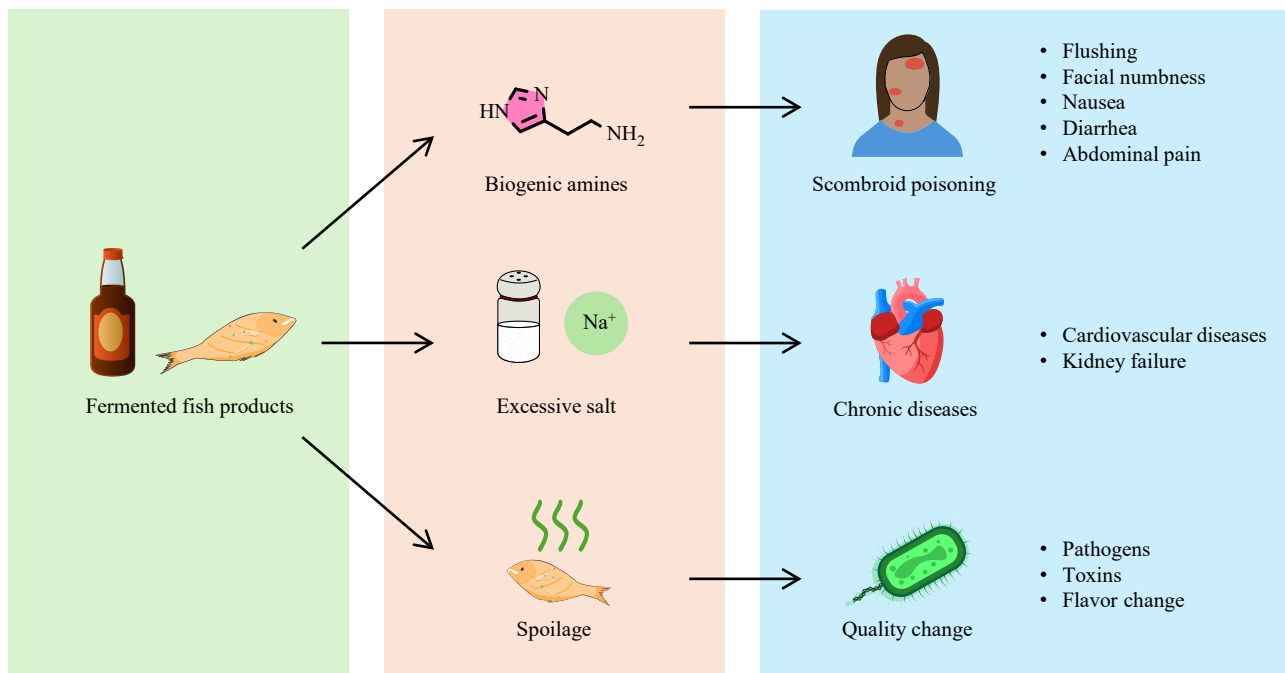 Fermented fish products
HN
N
NH₂
Biogenic amines
Na⁺
Excessive salt
Spoilage
Scombroid poisoning
• Flushing
• Facial numbness
• Nausea
• Diarrhea
• Abdominal pain
Chronic diseases
• Cardiovascular diseases
• Kidney failure
Quality change
• Pathogens
• Toxins
• Flavor change